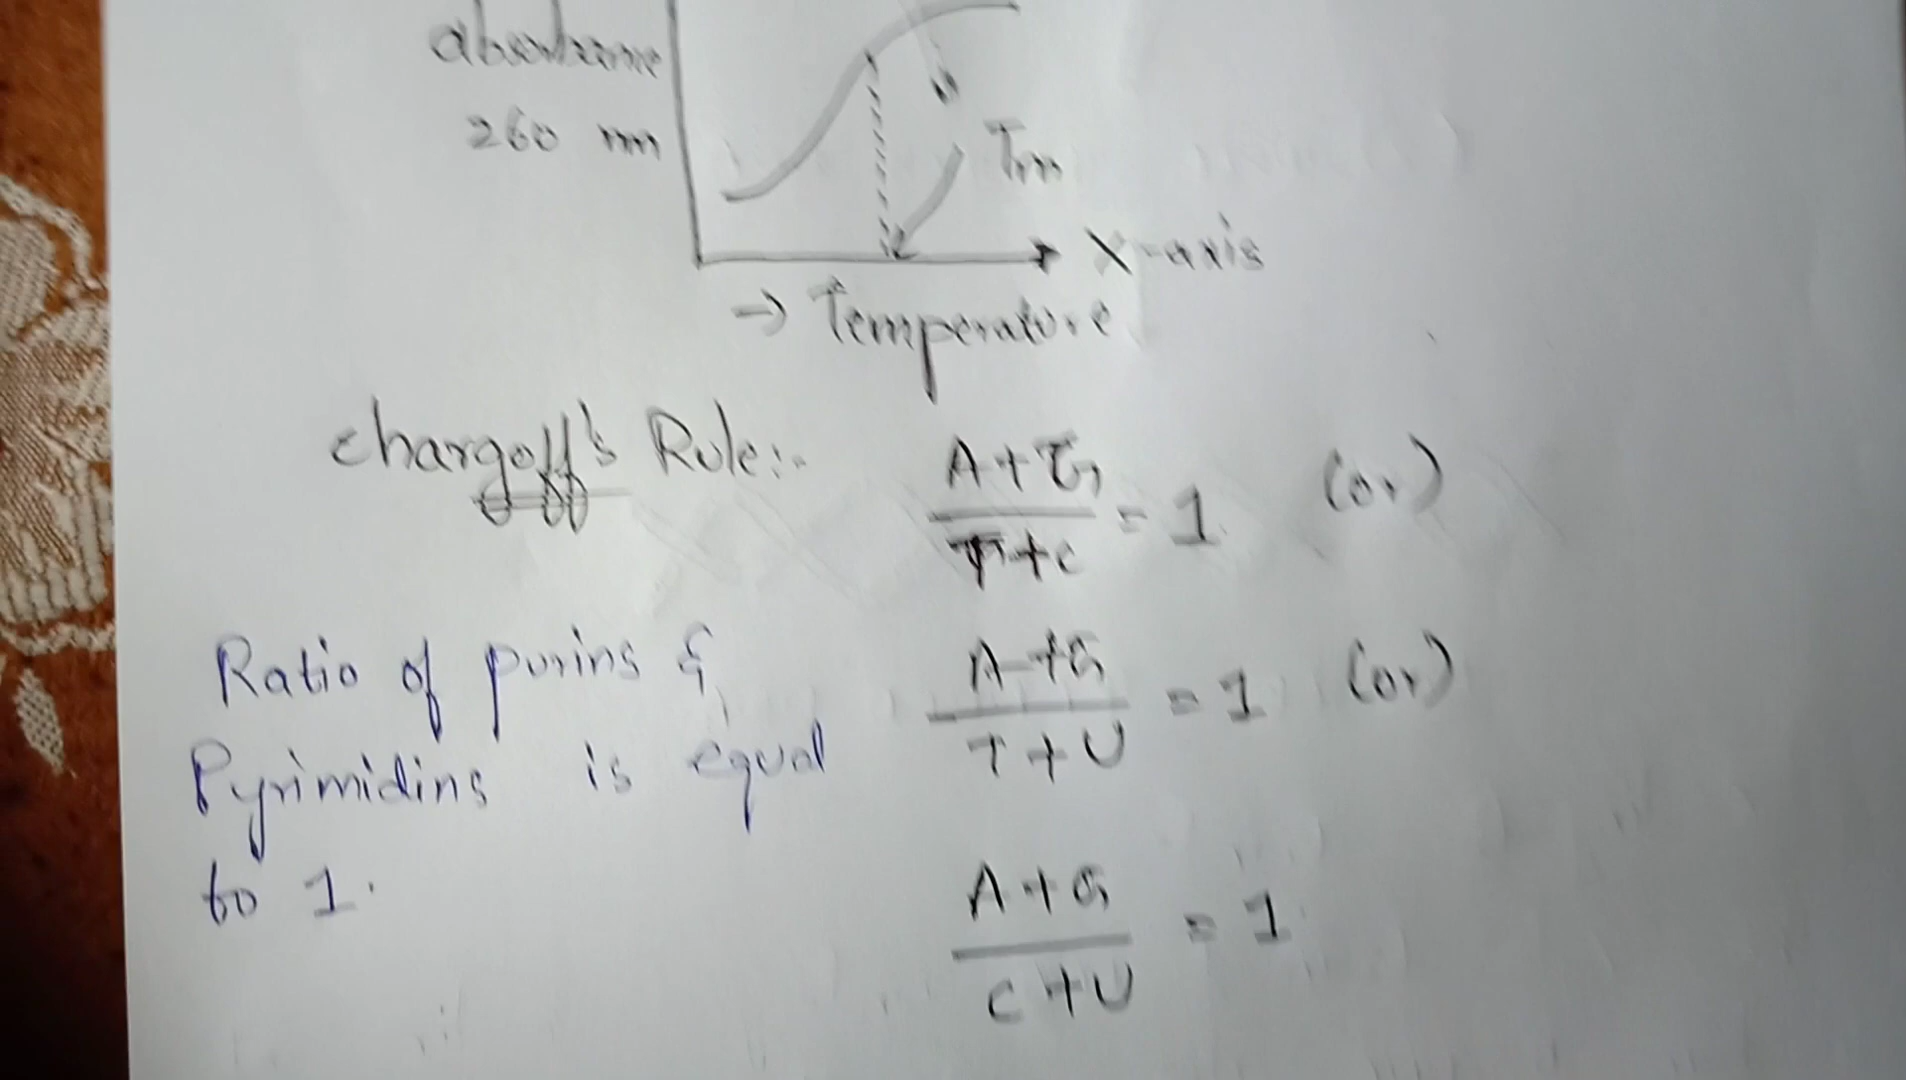 absorbance
260 nm
Tm
X-axis
→ Temperature
chargoff's Rule:-
A+G
T+C
= 1 (or)
Ratio of purins &
Pyrimidins is equal
to 1.
A+G
T+U
= 1 (or)
A+G
C+U
= 1